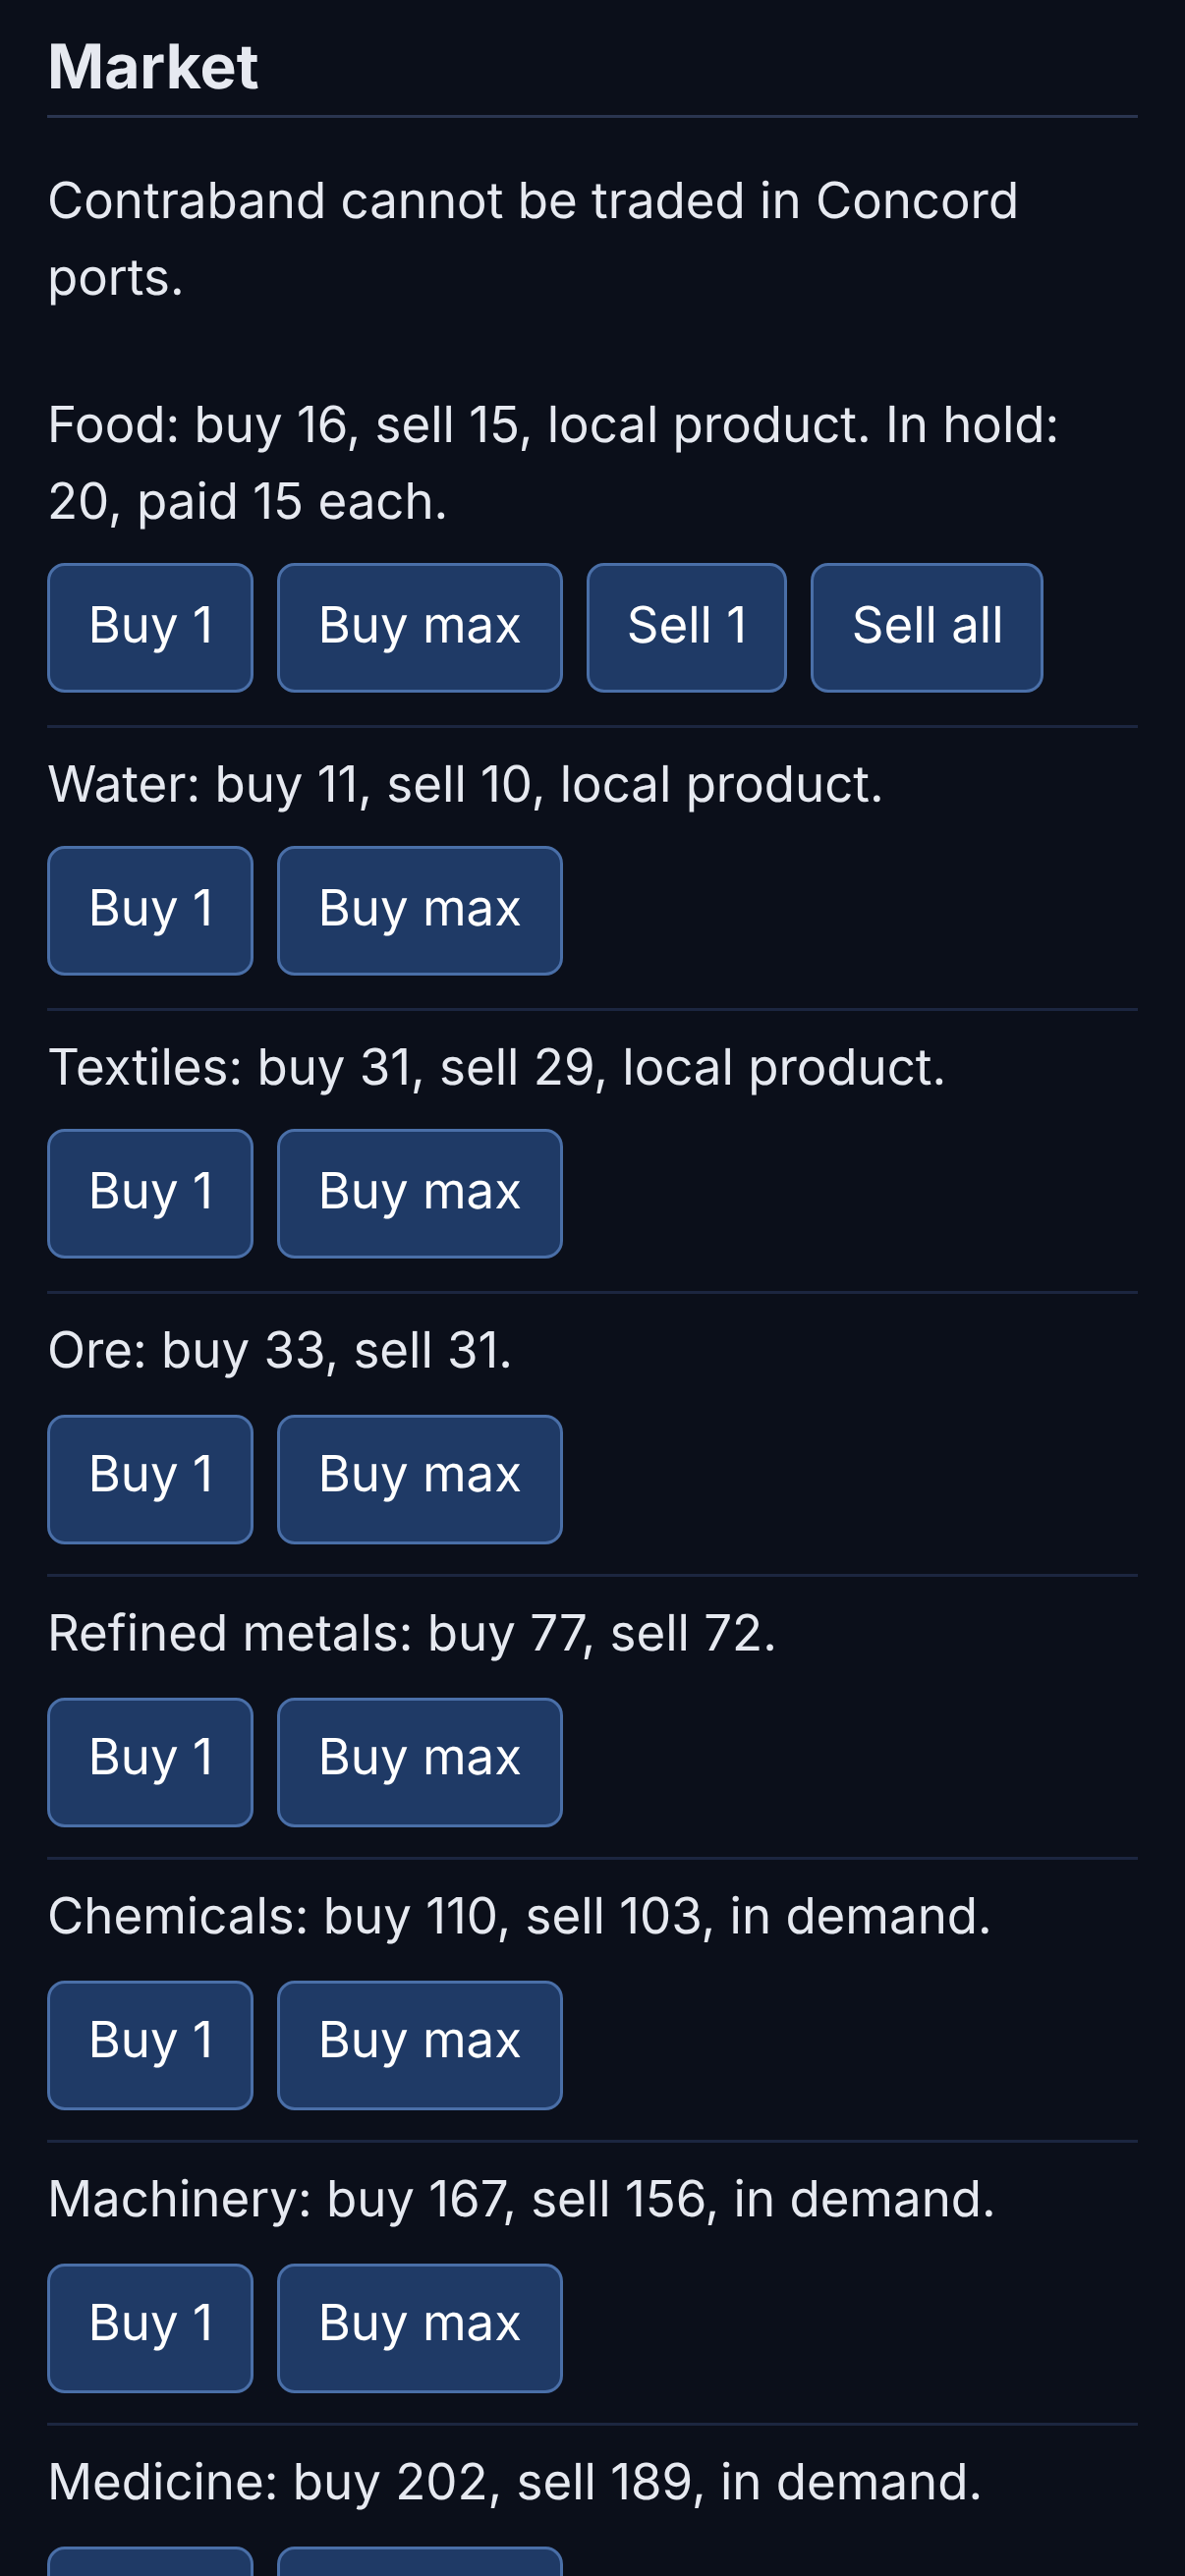 Market
Contraband cannot be traded in Concord
ports.
Food: buy 16, sell 15, local product. In hold:
20, paid 15 each.
Buy 1 Buy max Sell 1 Sell all
Water: buy 11, sell 10, local product.
Buy 1 Buy max
Textiles: buy 31, sell 29, local product.
Buy 1 Buy max
Ore: buy 33, sell 31.
Buy 1 Buy max
Refined metals: buy 77, sell 72.
Buy 1 Buy max
Chemicals: buy 110, sell 103, in demand.
Buy 1 Buy max
Machinery: buy 167, sell 156, in demand.
Buy 1 Buy max
Medicine: buy 202, sell 189, in demand.